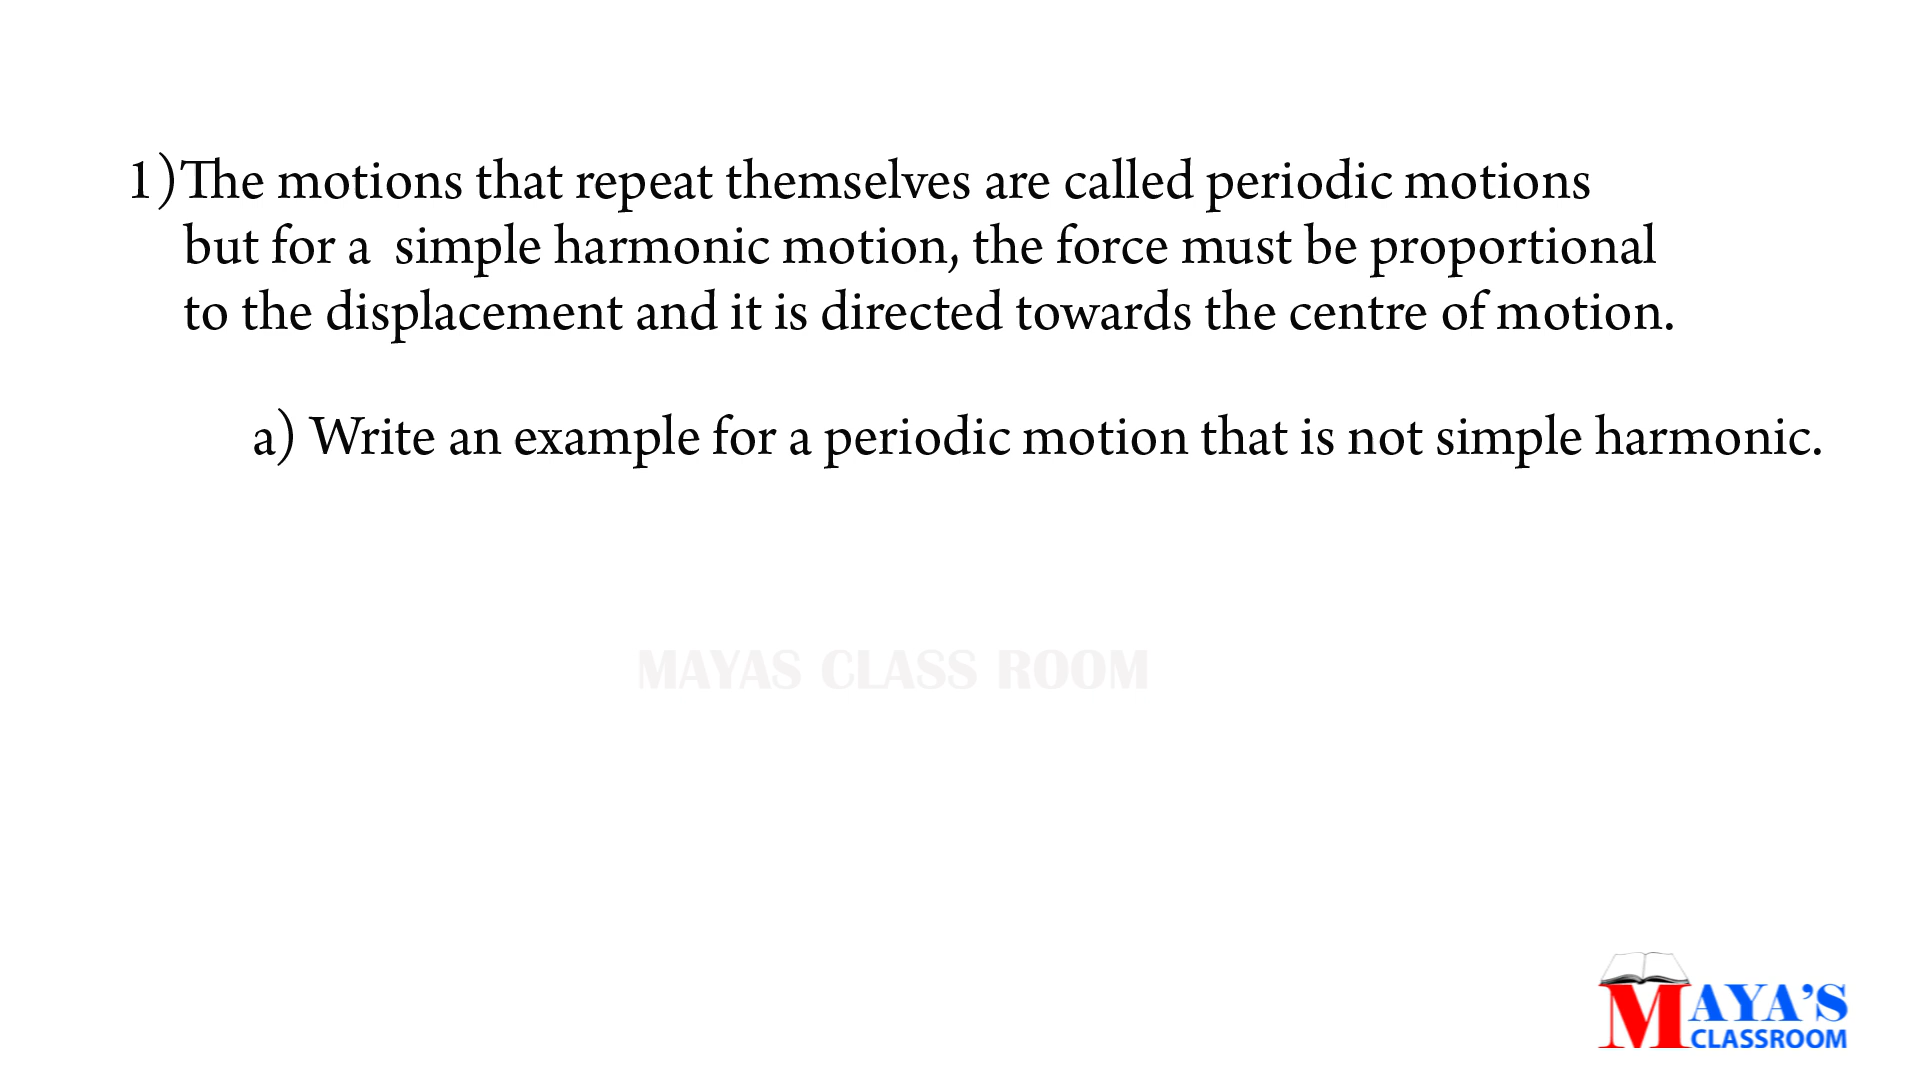 1)The motions that repeat themselves are called periodic motions
but for a simple harmonic motion, the force must be proportional
to the displacement and it is directed towards the centre of motion.
a) Write an example for a periodic motion that is not simple harmonic.
MAYAS CLASS ROOM
MAYA'S
CLASSROOM